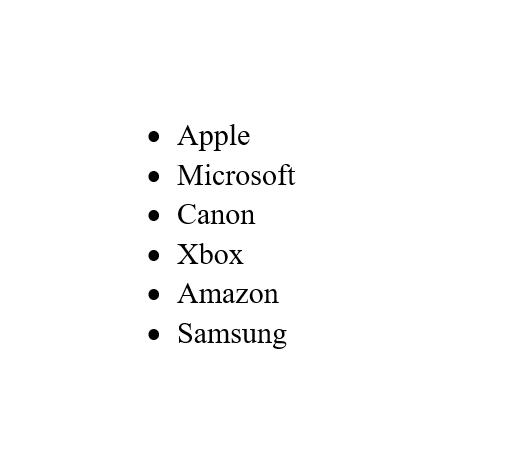 • Apple
• Microsoft
• Canon
• Xbox
• Amazon
• Samsung